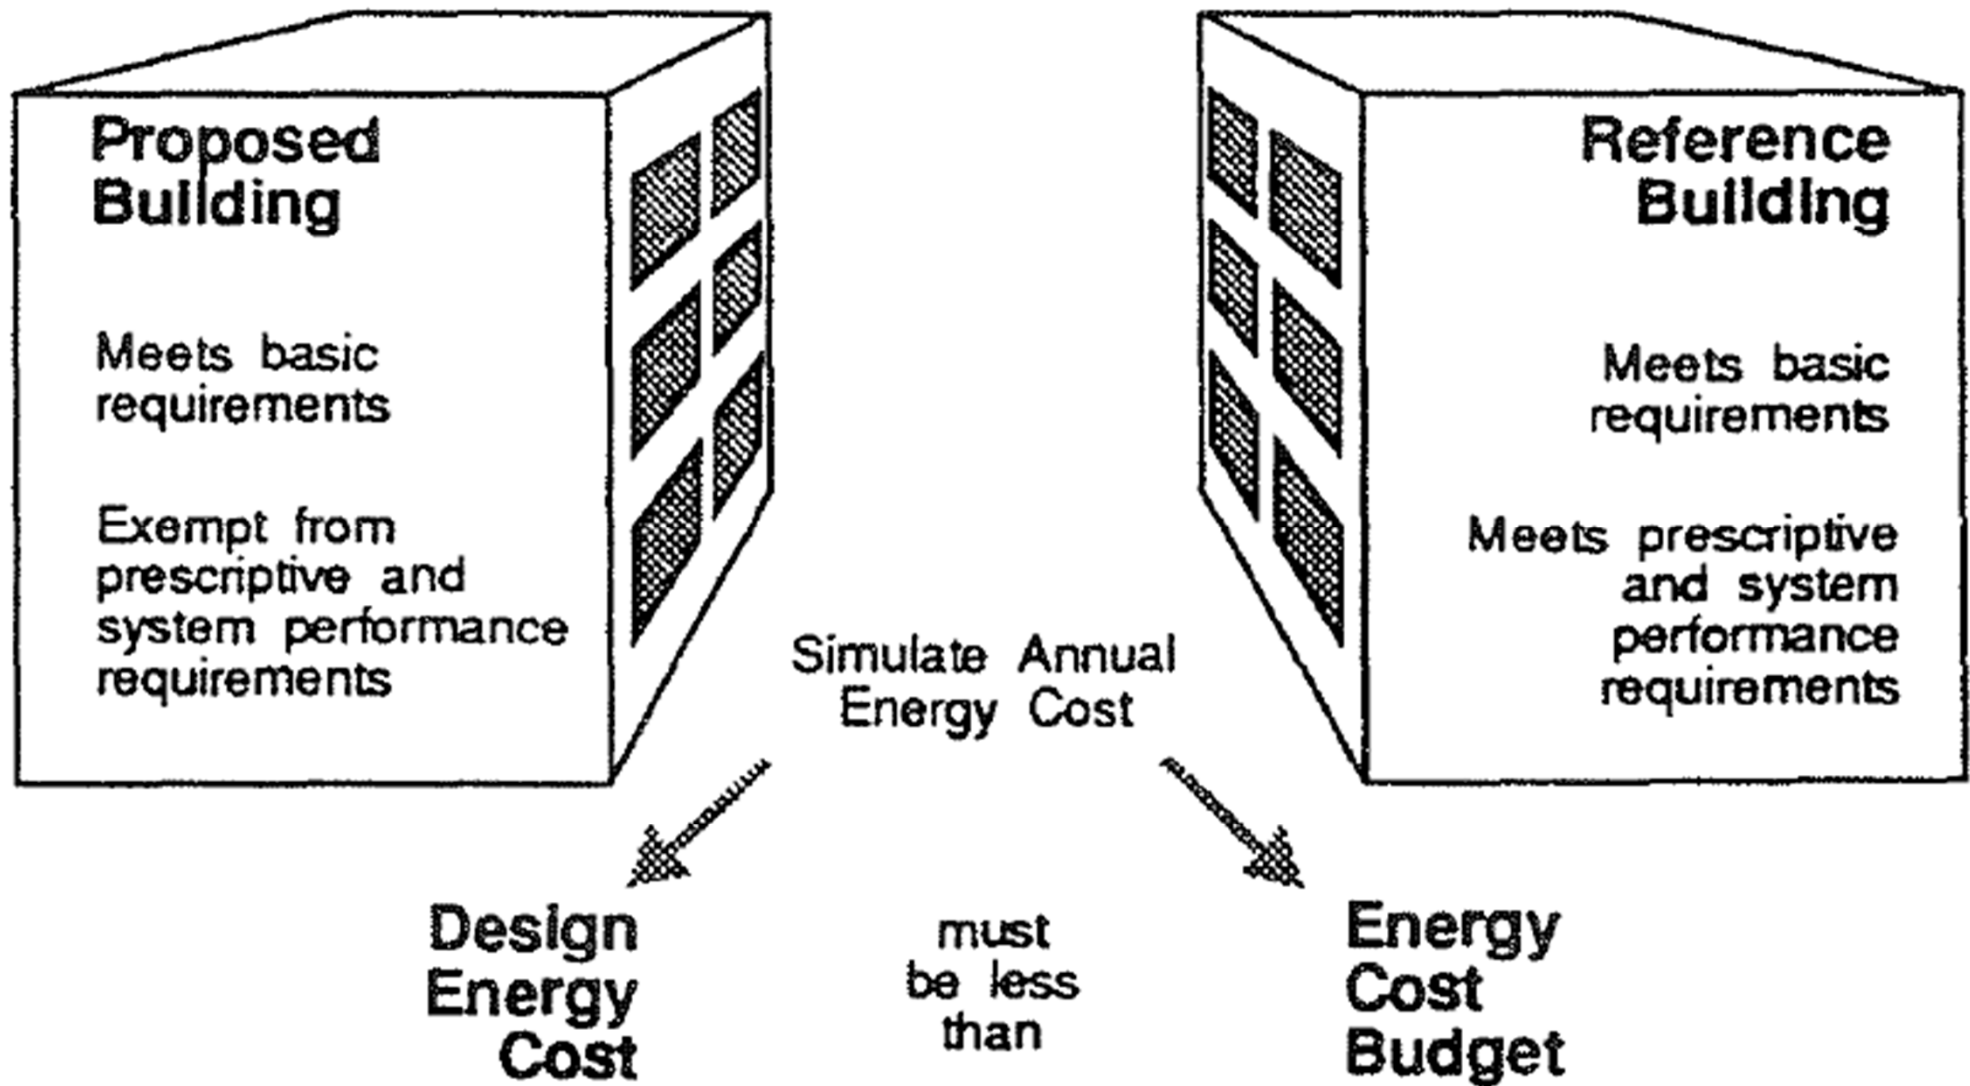 Proposed
Building
Meets basic
requirements
Exempt from
prescriptive and
system performance
requirements
Reference
Building
Meets basic
requirements
Meets prescriptive
and system
performance
requirements
Simulate Annual
Energy Cost
Design
Energy
Cost
must
be less
than
Energy
Cost
Budget